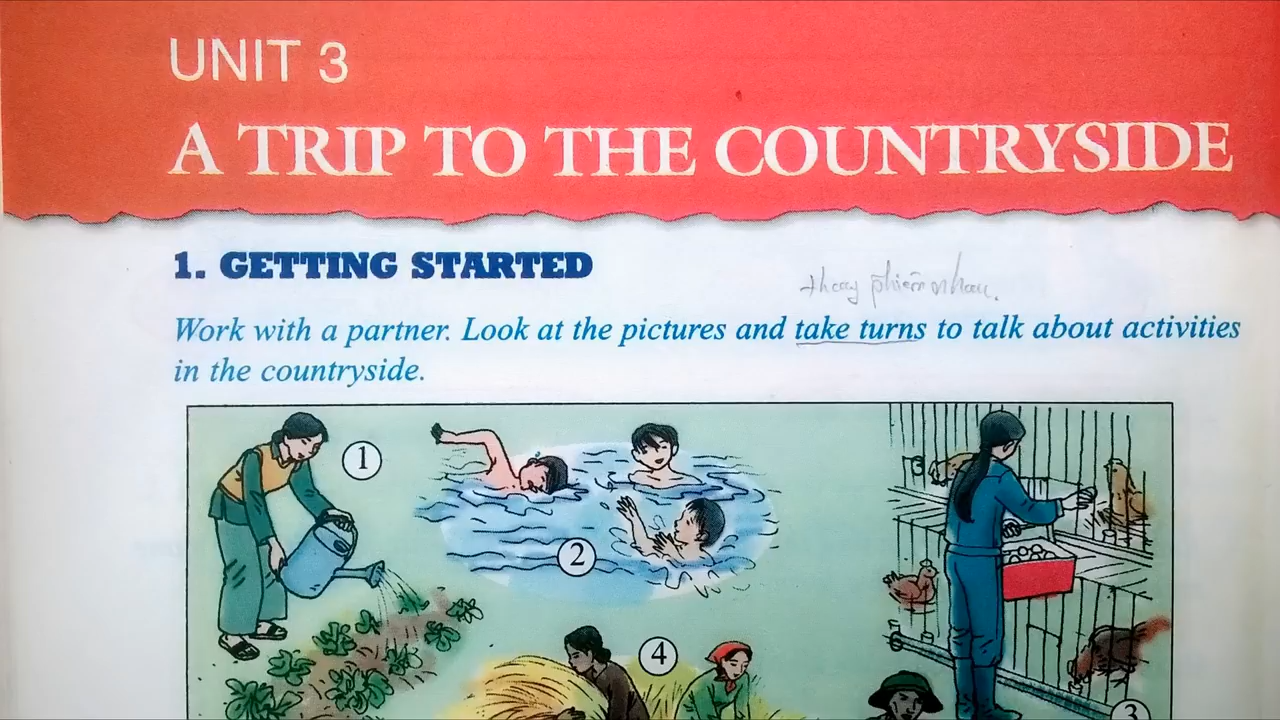 UNIT 3
A TRIP TO THE COUNTRYSIDE
1. GETTING STARTED
thay phiên nhau.
Work with a partner. Look at the pictures and take turns to talk about activities
in the countryside.
1
2
4
3